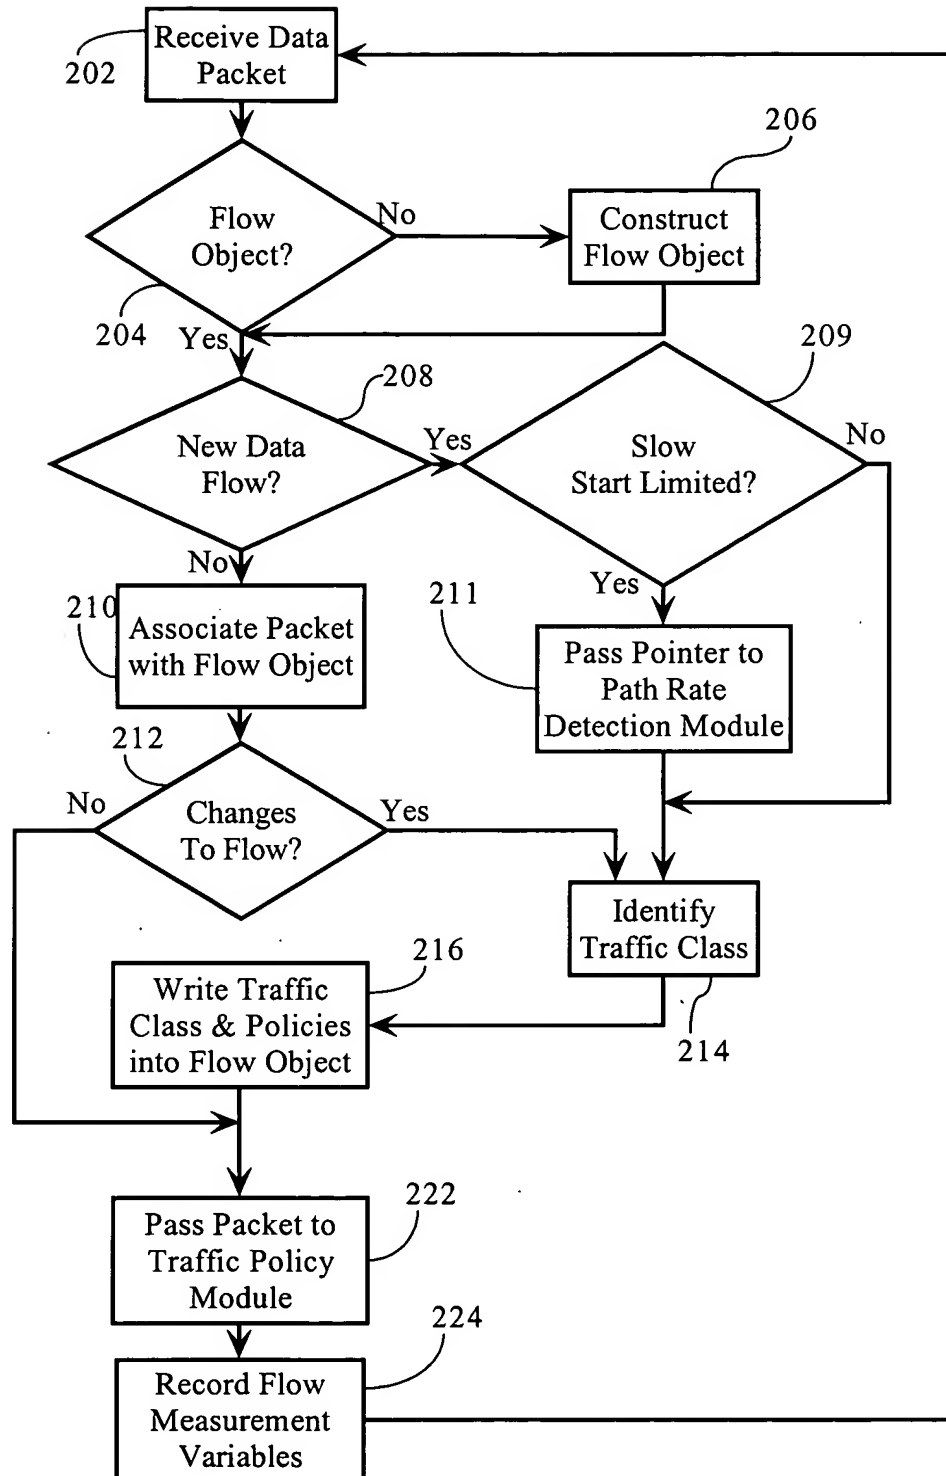 Receive Data
Packet
202
206
Flow
Object?
No
Construct
Flow Object
204
Yes
209
208
New Data
Flow?
Yes
Slow
Start Limited?
No
No
Yes
210
211
Associate Packet
with Flow Object
Pass Pointer to
Path Rate
Detection Module
212
No
Changes
To Flow?
Yes
Identify
Traffic Class
216
214
Write Traffic
Class & Policies
into Flow Object
222
Pass Packet to
Traffic Policy
Module
224
Record Flow
Measurement
Variables